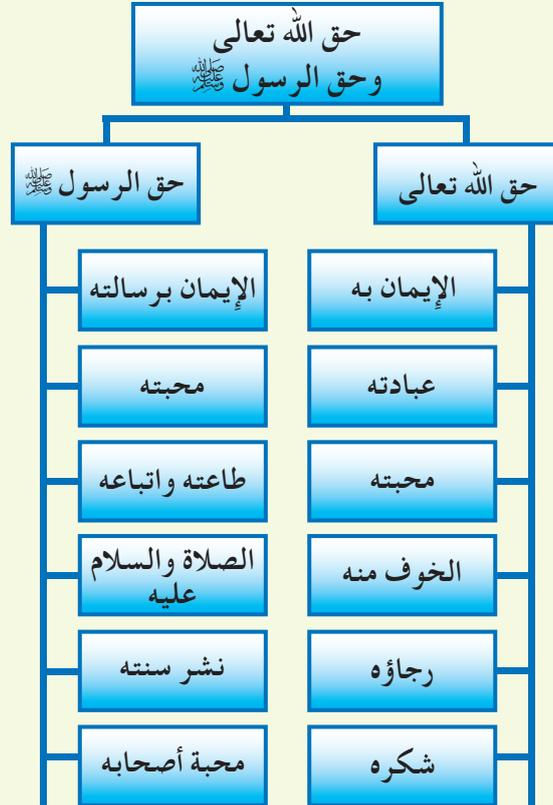 حق الله تعالى
وحق الرسول ﷺ
حق الله تعالى
حق الرسول ﷺ
الإيمان به
الإيمان برسالته
عبادته
محبته
محبته
طاعته واتباعه
الخوف منه
الصلاة والسلام
عليه
رجاؤه
نشر سنته
شكره
محبة أصحابه